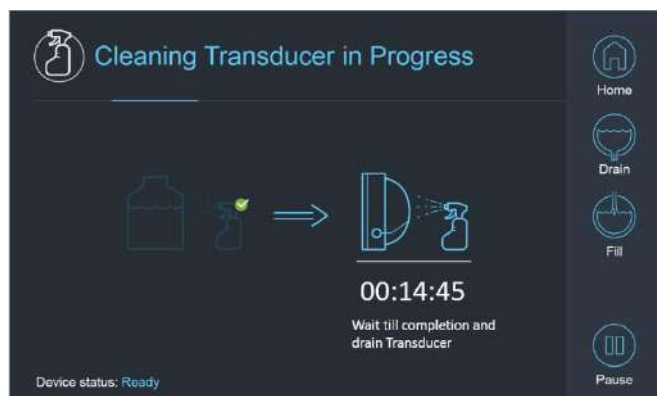 Cleaning Transducer in Progress
Home
Drain
Fill
00:14:45
Wait till completion and
drain Transducer
Device status: Ready
Pause